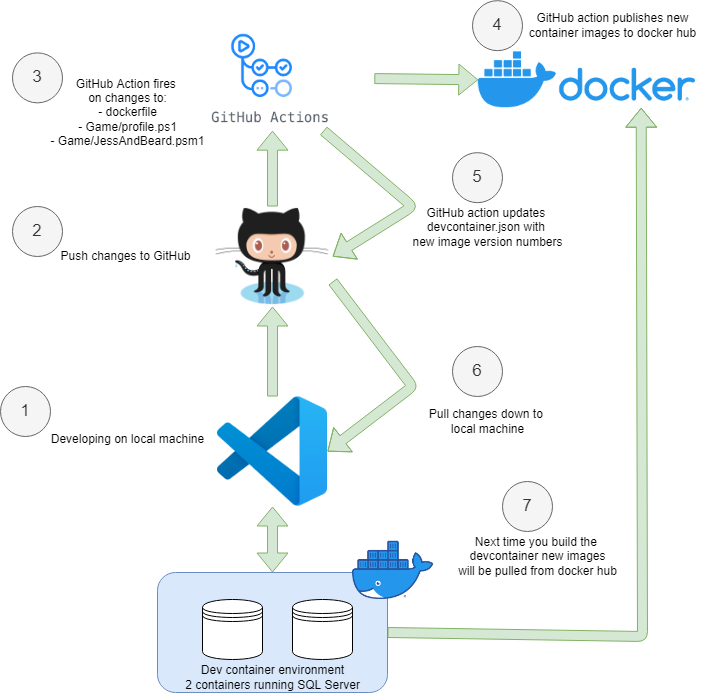 4
GitHub action publishes new
container images to docker hub
docker.
3
GitHub Action fires
on changes to:
- dockerfile
- Game/profile.ps1
- Game/JessAndBeard.psm1
GitHub Actions
5
GitHub action updates
devcontainer.json with
new image version numbers
2
Push changes to GitHub
6
Pull changes down to
local machine
1
Developing on local machine
7
Next time you build the
devcontainer new images
will be pulled from docker hub
Dev container environment
2 containers running SQL Server